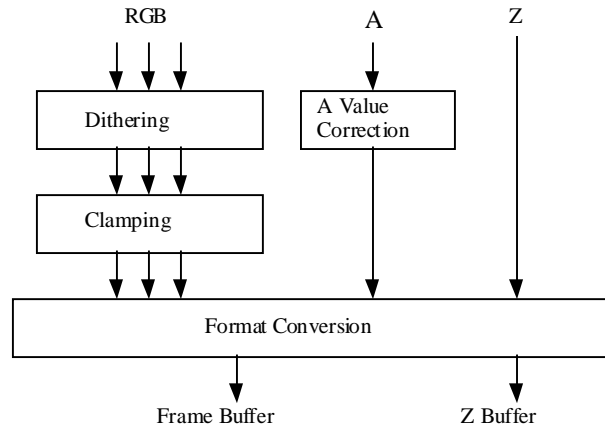 RGB
A
Z
Dithering
A Value
Correction
Clamping
Format Conversion
Frame Buffer
Z Buffer